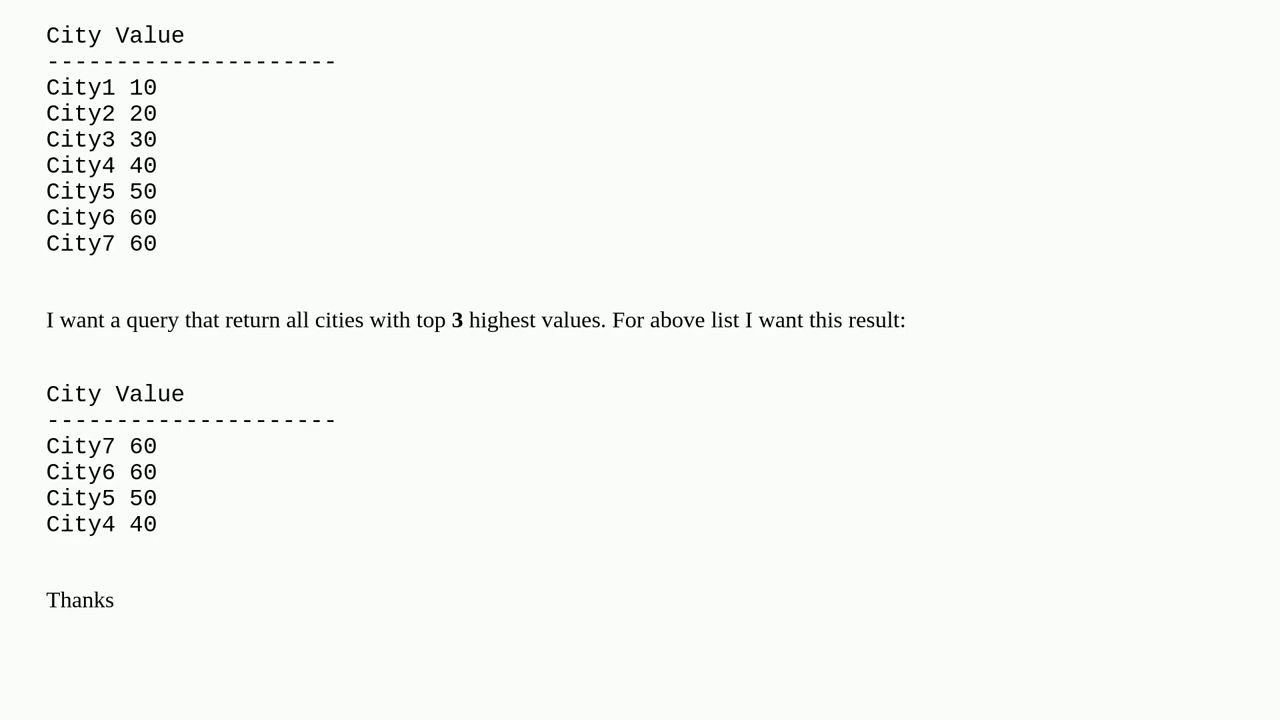 City Value
---------------------
City1 10
City2 20
City3 30
City4 40
City5 50
City6 60
City7 60
I want a query that return all cities with top 3 highest values. For above list I want this result:
City Value
---------------------
City7 60
City6 60
City5 50
City4 40
Thanks